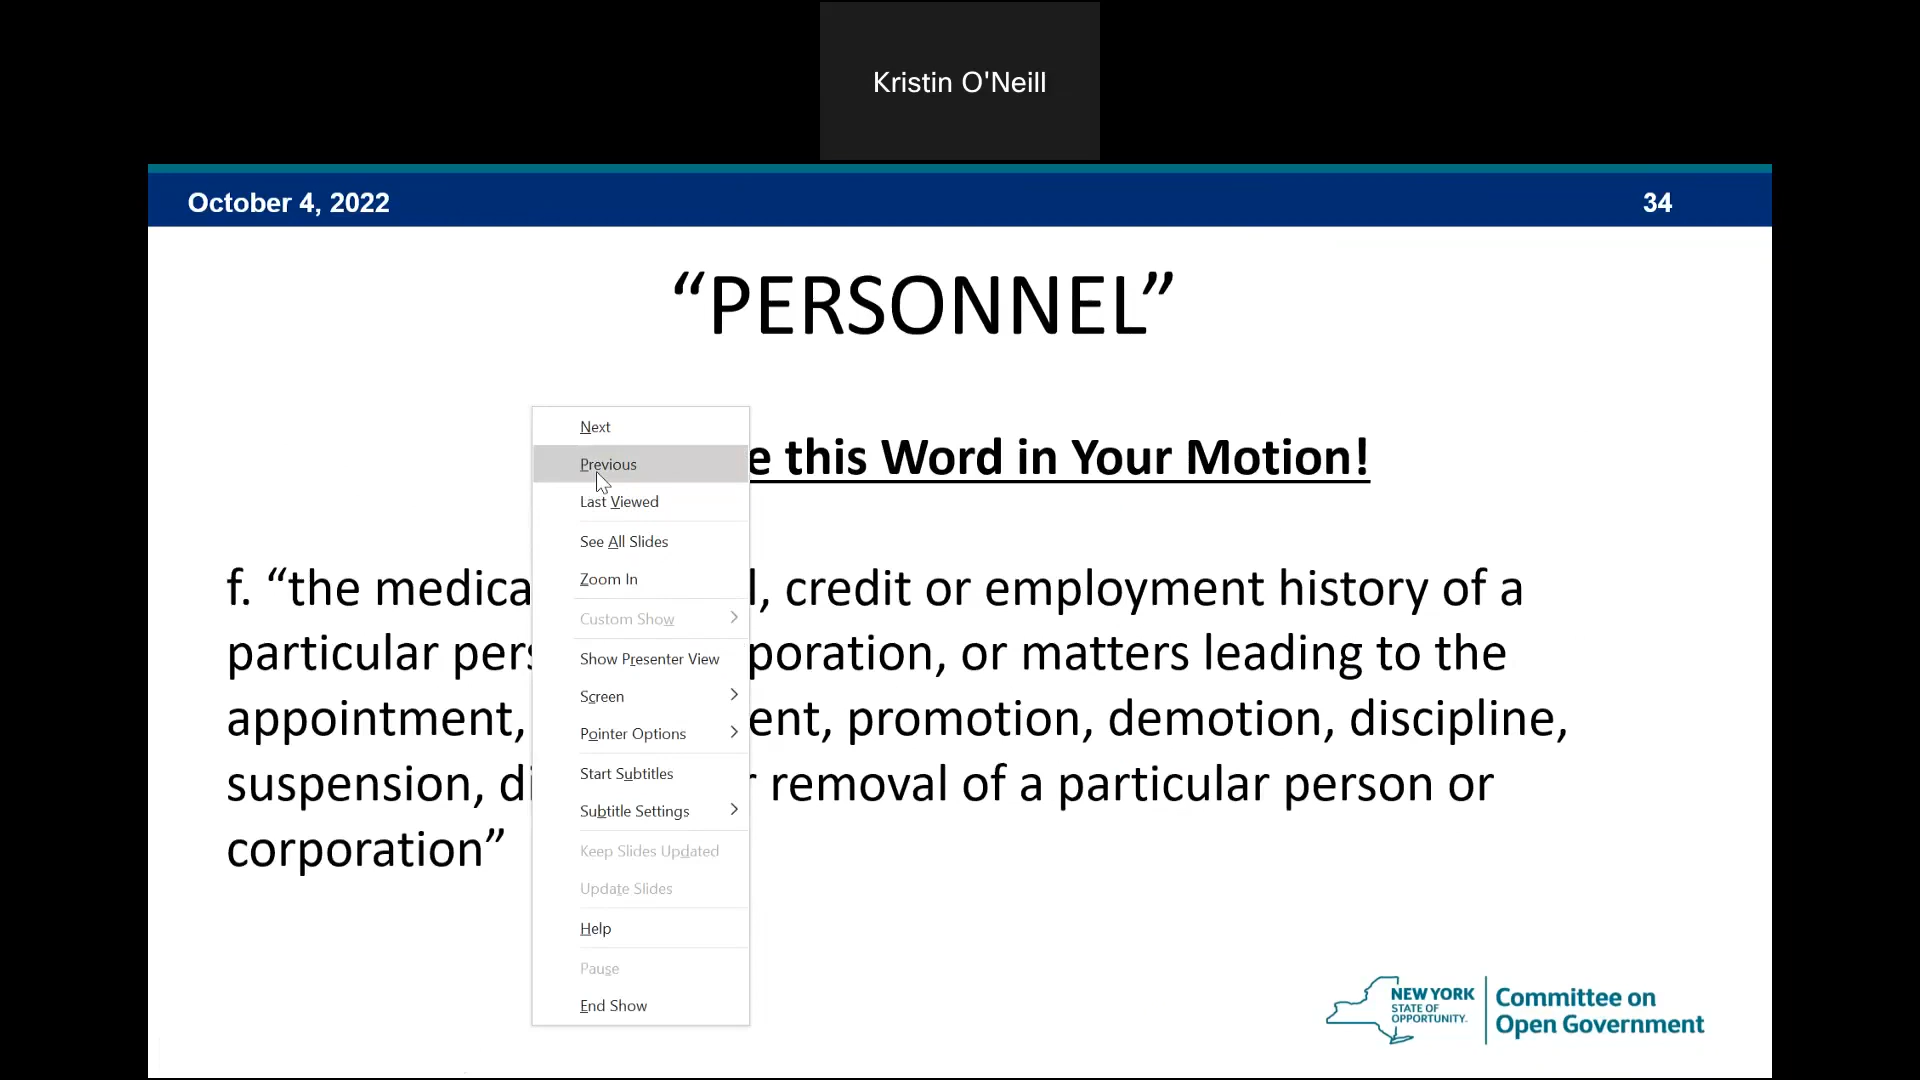 Kristin O'Neill
October 4, 2022
34
“PERSONNEL”
e this Word in Your Motion!
f. “the medica l, credit or employment history of a
particular pers poration, or matters leading to the
appointment, ent, promotion, demotion, discipline,
suspension, di r removal of a particular person or
corporation”
Next
Previous
Last Viewed
See All Slides
Zoom In
Custom Show
Show Presenter View
Screen
Pointer Options
Start Subtitles
Subtitle Settings
Keep Slides Updated
Update Slides
Help
Pause
End Show
NEW YORK
STATE OF
OPPORTUNITY.
Committee on
Open Government